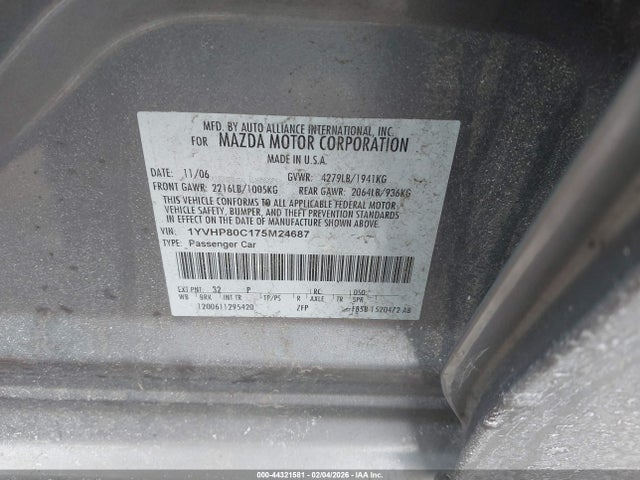 MFD. BY AUTO ALLIANCE INTERNATIONAL, INC.
FOR MAZDA MOTOR CORPORATION
MADE IN U.S.A.
DATE: 11/06 GVWR: 4279LB/1941KG
FRONT GAWR: 2216LB/1005KG REAR GAWR: 2064LB/936KG
THIS VEHICLE CONFORMS TO ALL APPLICABLE FEDERAL MOTOR
VEHICLE SAFETY, BUMPER, AND THEFT PREVENTION STANDARDS
IN EFFECT ON THE DATE OF MANUFACTURE SHOWN ABOVE.
VIN: 1YVHP80C175M24687
TYPE: Passenger Car
EXT PNT: 32 P RC: DSO:
WB BRK INT TR TP/PS R AXLE TR SPR
1200611295420 ZFP F85B 1520472 AB
000-44321581 - 02/04/2026 - IAA Inc.